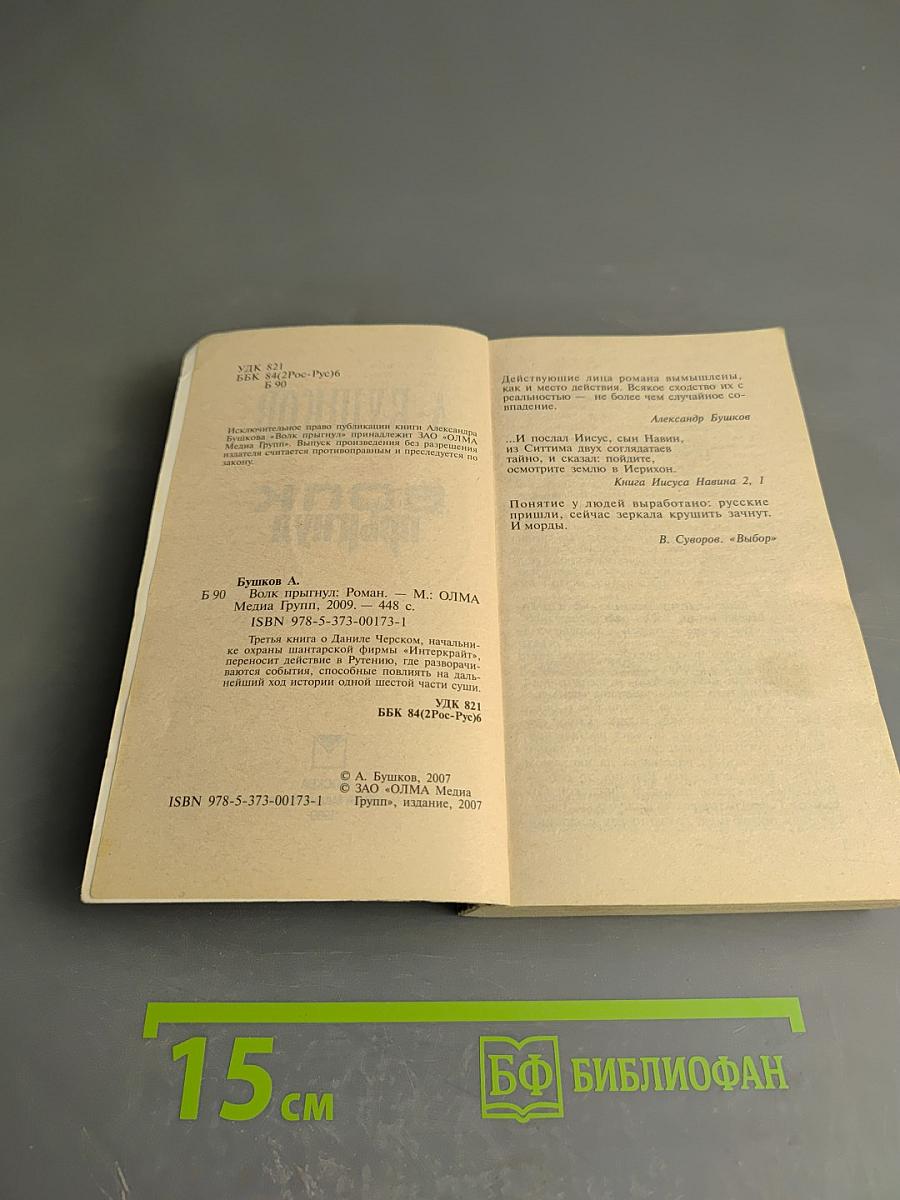 УДК 821
ББК 84(2Рос-Рус)6
Б 90
Исключительное право публикации книги Александра
Бушкова «Волк прыгнул» принадлежит ЗАО «ОЛМА
Медиа Групп». Выпуск произведения без разрешения
издателя считается противоправным и преследуется по
закону.
Бушков А.
Б 90 Волк прыгнул: Роман. — М.: ОЛМА
Медиа Групп, 2009. — 448 с.
ISBN 978-5-373-00173-1
Третья книга о Даниле Черском, начальни-
ке охраны шантарской фирмы «Интеркрайт»,
переносит действие в Рутению, где разворачи-
ваются события, способные повлиять на даль-
нейший ход истории одной шестой части суши.
УДК 821
ББК 84(2Рос-Рус)6
© А. Бушков, 2007
© ЗАО «ОЛМА Медиа
ISBN 978-5-373-00173-1 Групп», издание, 2007
Действующие лица романа вымышлены,
как и место действия. Всякое сходство их с
реальностью — не более чем случайное со-
впадение.
Александр Бушков
...И послал Иисус, сын Навин,
из Ситтима двух соглядатаев
тайно, и сказал: пойдите,
осмотрите землю в Иерихон.
Книга Иисуса Навина 2, 1
Понятие у людей выработано: русские
пришли, сейчас зеркала крушить зачнут.
И морды.
В. Суворов. «Выбор»
15 см
БФ БИБЛИОФАН